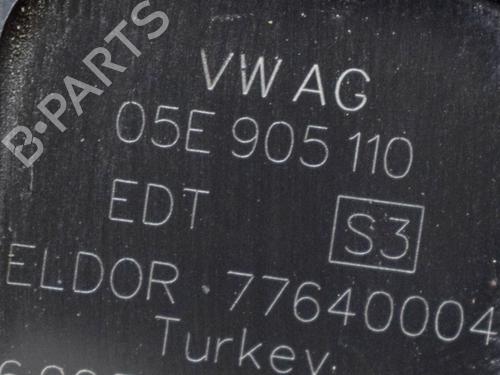 B-PARTS
VW AG
05E 905 110
EDT S3
ELDOR 77640004
Turkey